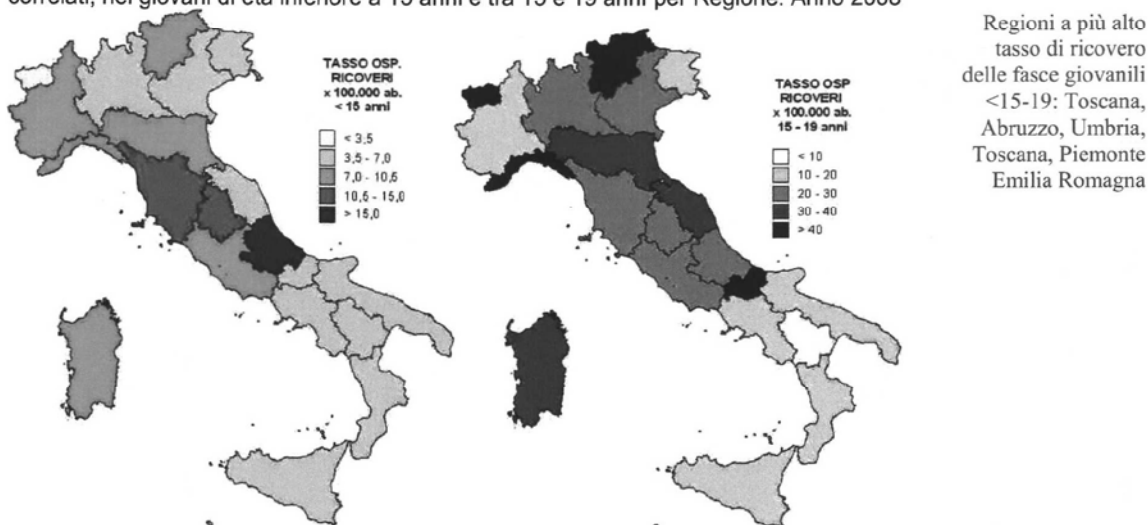 correlati, nei giovani di età inferiore a 15 anni e tra 15 e 19 anni per Regione. Anno 2008
TASSO OSP.
RICOVERI
x 100.000 ab.
< 15 anni
< 3,5
3,5 - 7,0
7,0 - 10,5
10,5 - 15,0
> 15,0
TASSO OSP
RICOVERI
x 100.000 ab.
15 - 19 anni
< 10
10 - 20
20 - 30
30 - 40
> 40
Regioni a più alto
tasso di ricovero
delle fasce giovanili
<15-19: Toscana,
Abruzzo, Umbria,
Toscana, Piemonte
Emilia Romagna